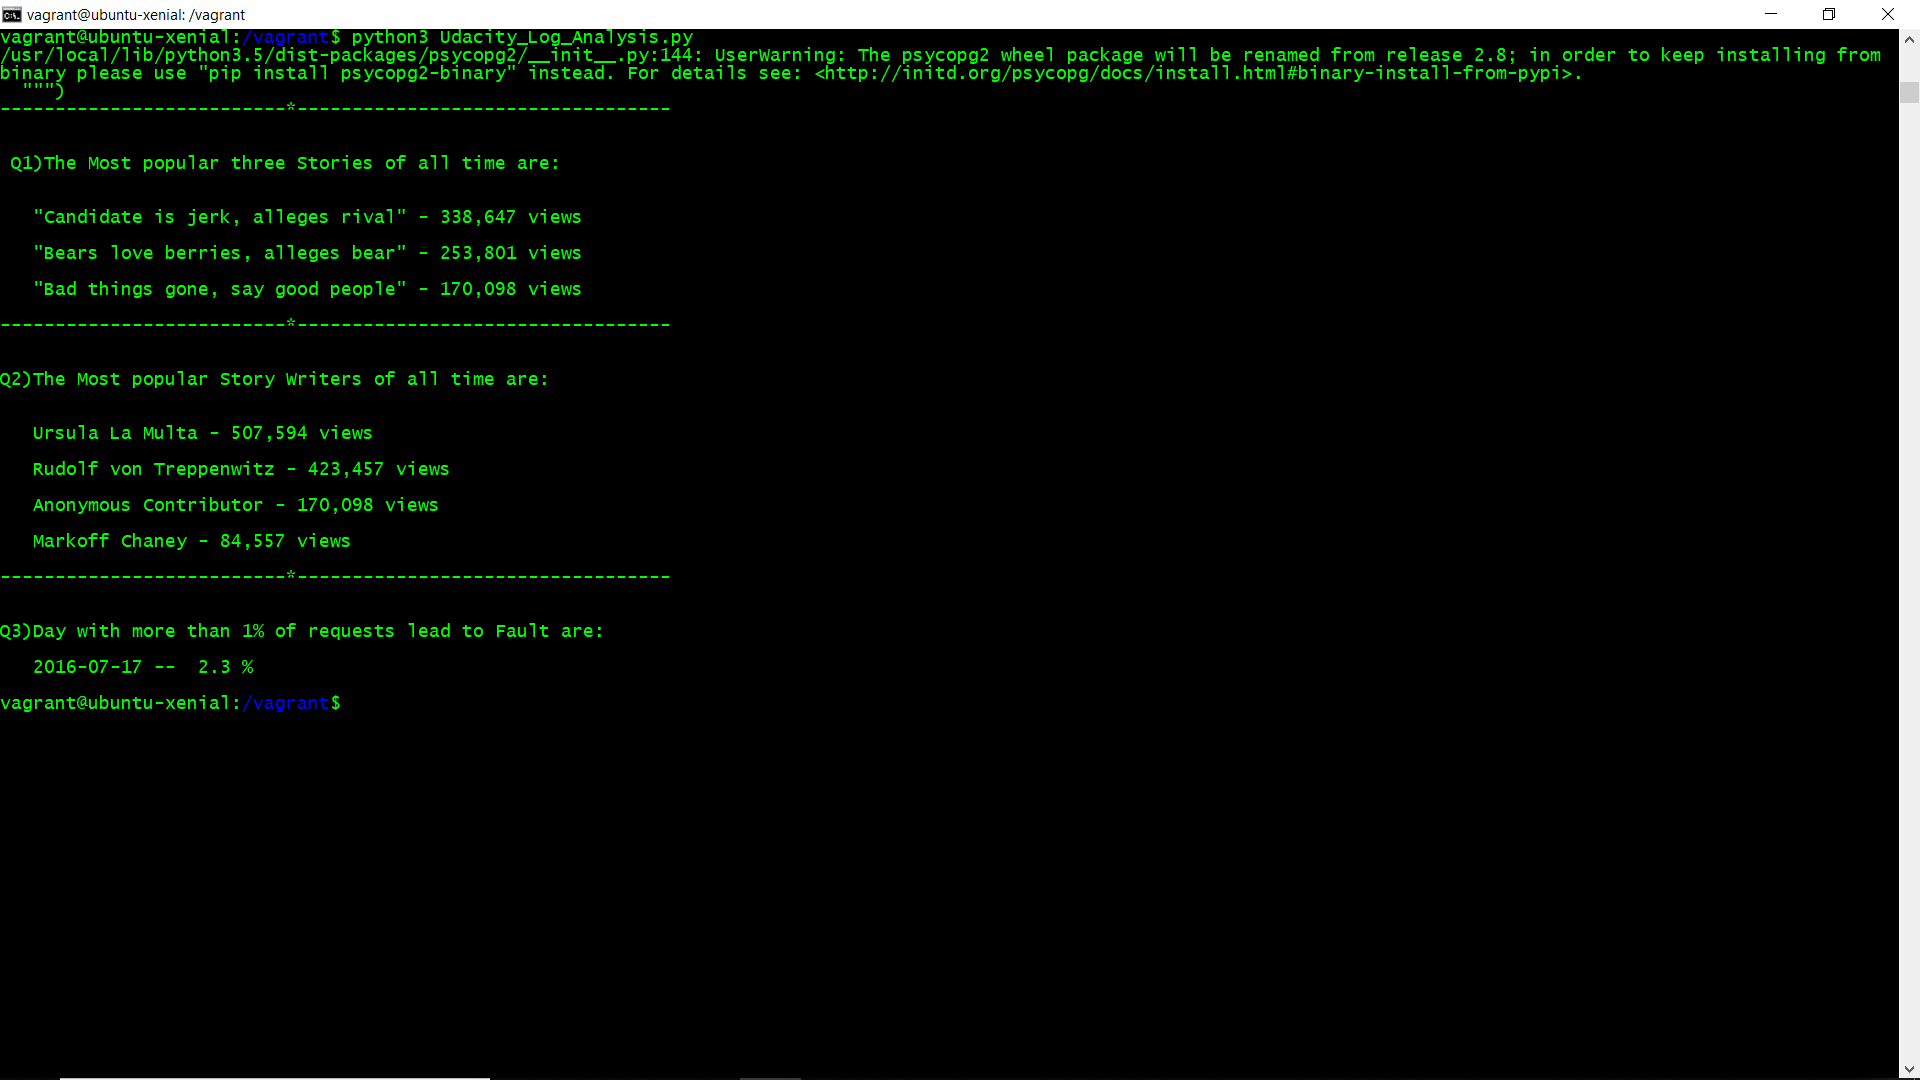 vagrant@ubuntu-xenial: /vagrant
vagrant@ubuntu-xenial:/vagrant$ python3 Udacity_Log_Analysis.py
/usr/local/lib/python3.5/dist-packages/psycopg2/__init__.py:144: UserWarning: The psycopg2 wheel package will be renamed from release 2.8; in order to keep installing from
binary please use "pip install psycopg2-binary" instead. For details see: <http://initd.org/psycopg/docs/install.html#binary-install-from-pypi>.
  """)
--------------------------*----------------------------------
 Q1)The Most popular three Stories of all time are:
   "Candidate is jerk, alleges rival" - 338,647 views
   "Bears love berries, alleges bear" - 253,801 views
   "Bad things gone, say good people" - 170,098 views
--------------------------*----------------------------------
Q2)The Most popular Story Writers of all time are:
   Ursula La Multa - 507,594 views
   Rudolf von Treppenwitz - 423,457 views
   Anonymous Contributor - 170,098 views
   Markoff Chaney - 84,557 views
--------------------------*----------------------------------
Q3)Day with more than 1% of requests lead to Fault are:
   2016-07-17 --  2.3 %
vagrant@ubuntu-xenial:/vagrant$